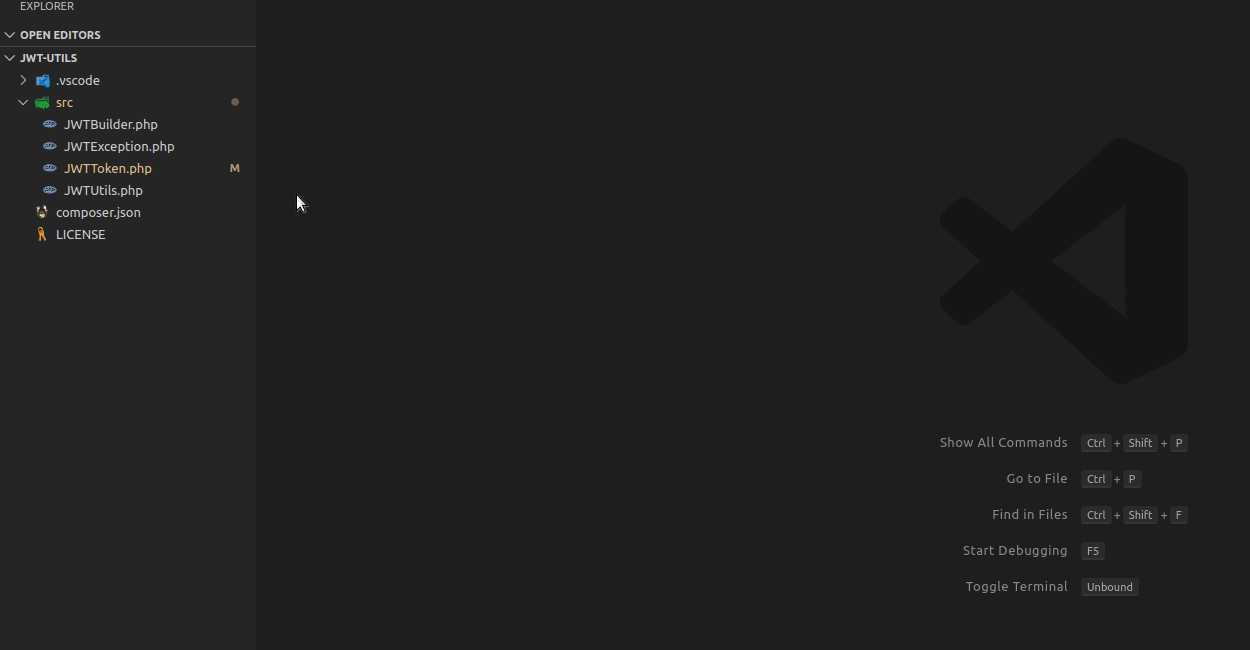 EXPLORER
OPEN EDITORS
JWT-UTILS
.vscode
src
JWTBuilder.php
JWTException.php
JWTToken.php M
JWTUtils.php
composer.json
LICENSE
Show All Commands Ctrl + Shift + P
Go to File Ctrl + P
Find in Files Ctrl + Shift + F
Start Debugging F5
Toggle Terminal Unbound